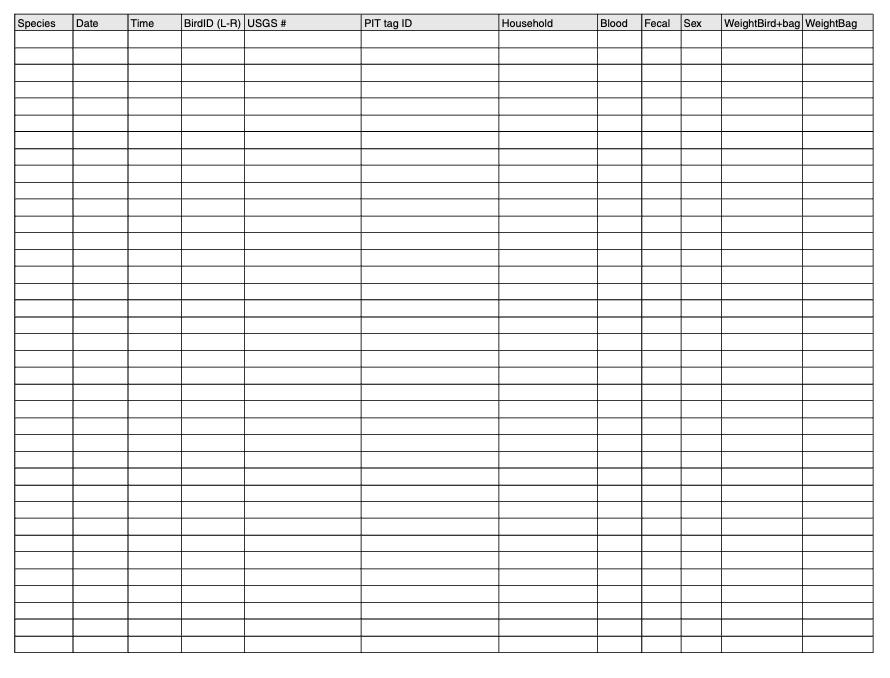 Species Date Time BirdID (L-R) USGS # PIT tag ID Household Blood Fecal Sex WeightBird+bag WeightBag